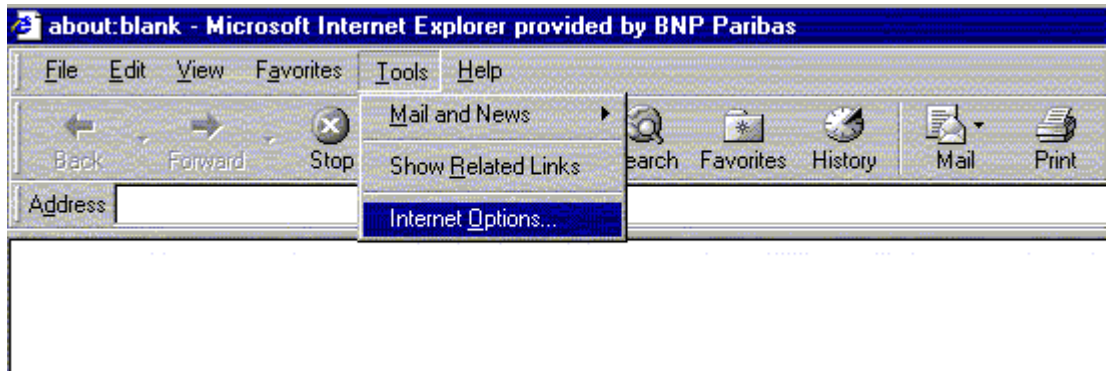 about:blank - Microsoft Internet Explorer provided by BNP Paribas
File Edit View Favorites Tools Help
Mail and News
Back Forward Stop earch Favorites History Mail Print
Show Related Links
Address
Internet Options...